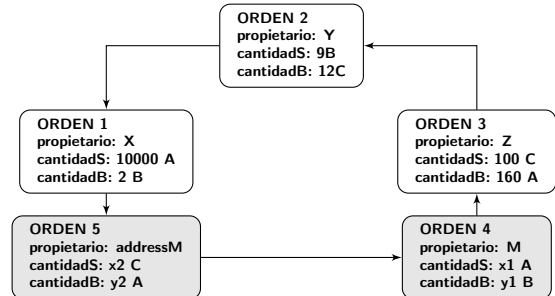 ORDEN 2
propietario: Y
cantidadS: 9B
cantidadB: 12C
ORDEN 1
propietario: X
cantidadS: 10000 A
cantidadB: 2 B
ORDEN 3
propietario: Z
cantidadS: 100 C
cantidadB: 160 A
ORDEN 5
propietario: addressM
cantidadS: x2 C
cantidadB: y2 A
ORDEN 4
propietario: M
cantidadS: x1 A
cantidadB: y1 B